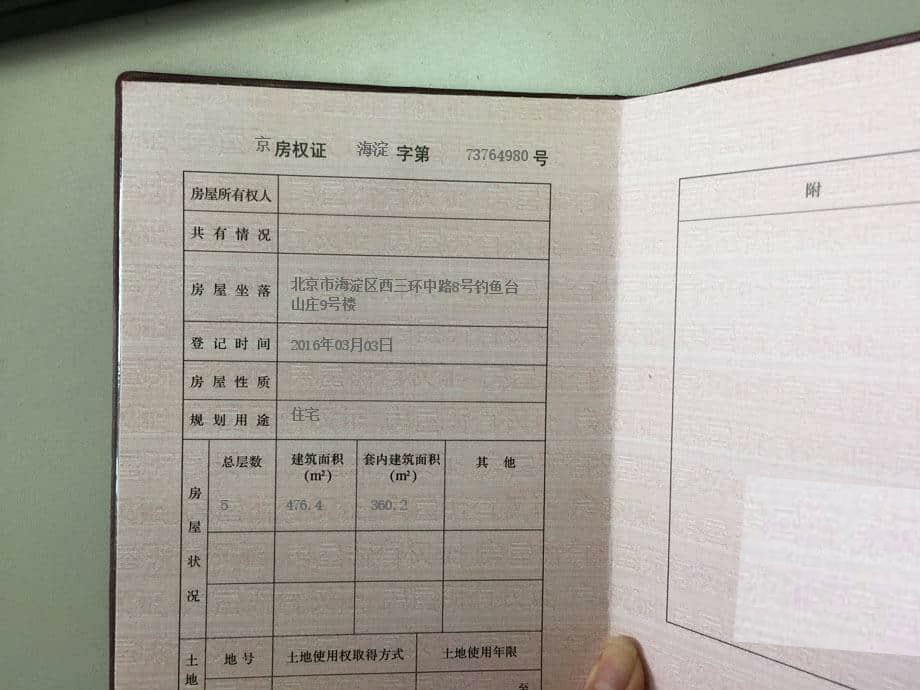 京房权证 海淀 字第 73764980 号
房屋所有权人
共有情况
房屋坐落 北京市海淀区西三环中路8号钓鱼台
山庄9号楼
登记时间 2016年03月03日
房屋性质
规划用途 住宅
房屋状况
总层数 建筑面积(m²) 套内建筑面积(m²) 其他
5 476.4 360.2
土地
地号 土地使用权取得方式 土地使用年限
至
附